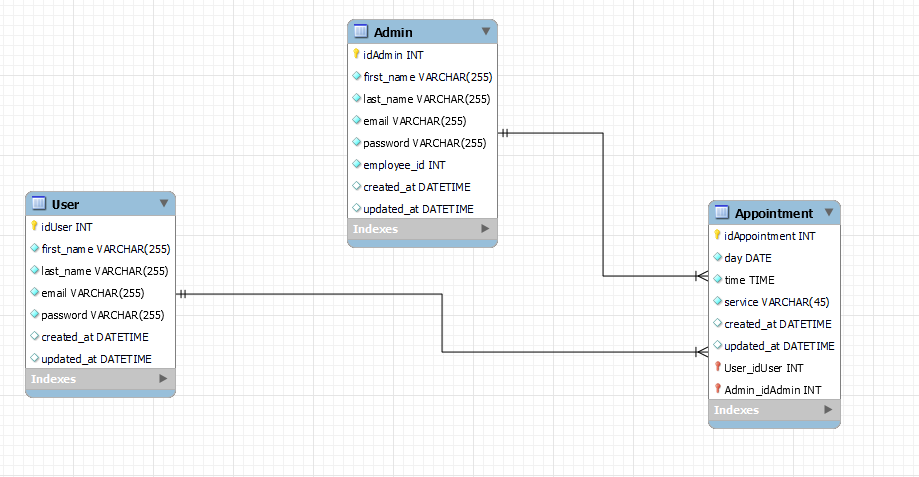 Admin
idAdmin INT
first_name VARCHAR(255)
last_name VARCHAR(255)
email VARCHAR(255)
password VARCHAR(255)
employee_id INT
created_at DATETIME
updated_at DATETIME
Indexes
User
idUser INT
first_name VARCHAR(255)
last_name VARCHAR(255)
email VARCHAR(255)
password VARCHAR(255)
created_at DATETIME
updated_at DATETIME
Indexes
Appointment
idAppointment INT
day DATE
time TIME
service VARCHAR(45)
created_at DATETIME
updated_at DATETIME
User_idUser INT
Admin_idAdmin INT
Indexes